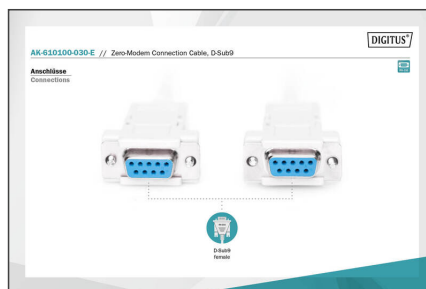 DIGITUS®
AK-610100-030-E // Zero-Modem Connection Cable, D-Sub9
Anschlüsse
Connections
D-Sub9
female